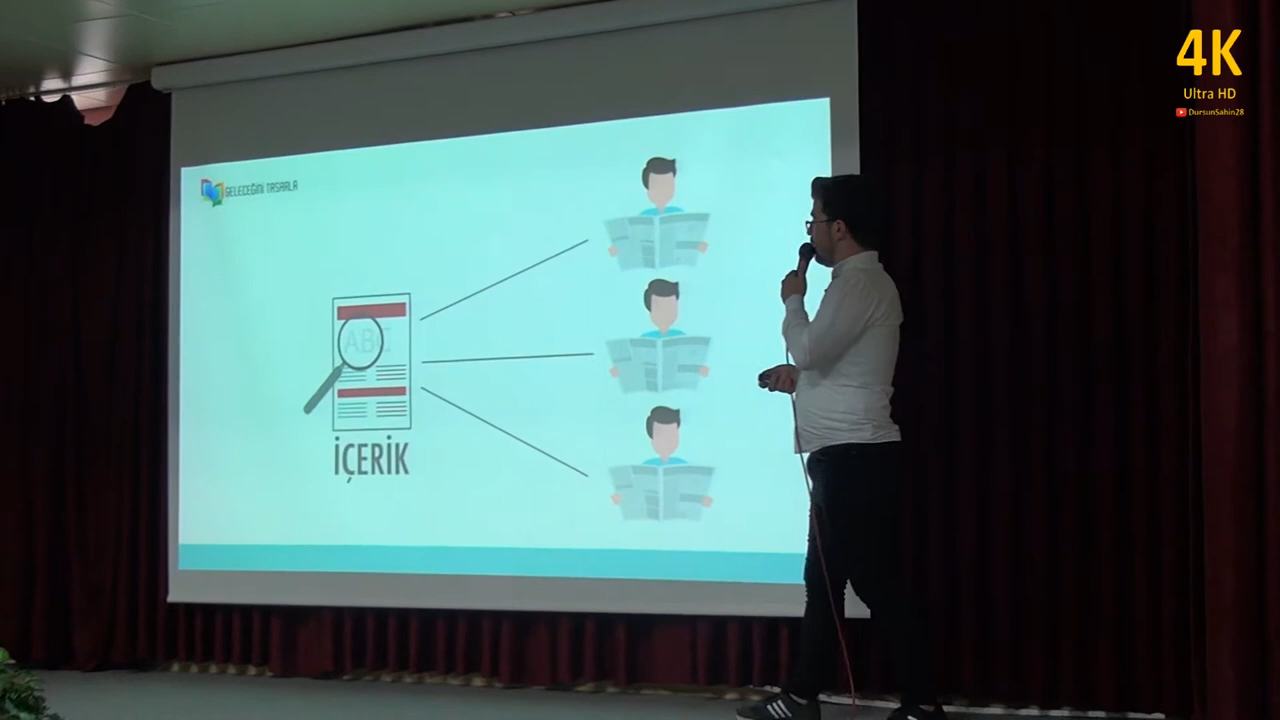 4K
Ultra HD
DursunSahin28
GELECEĞİNİ TASARLA
ABC
İÇERİK